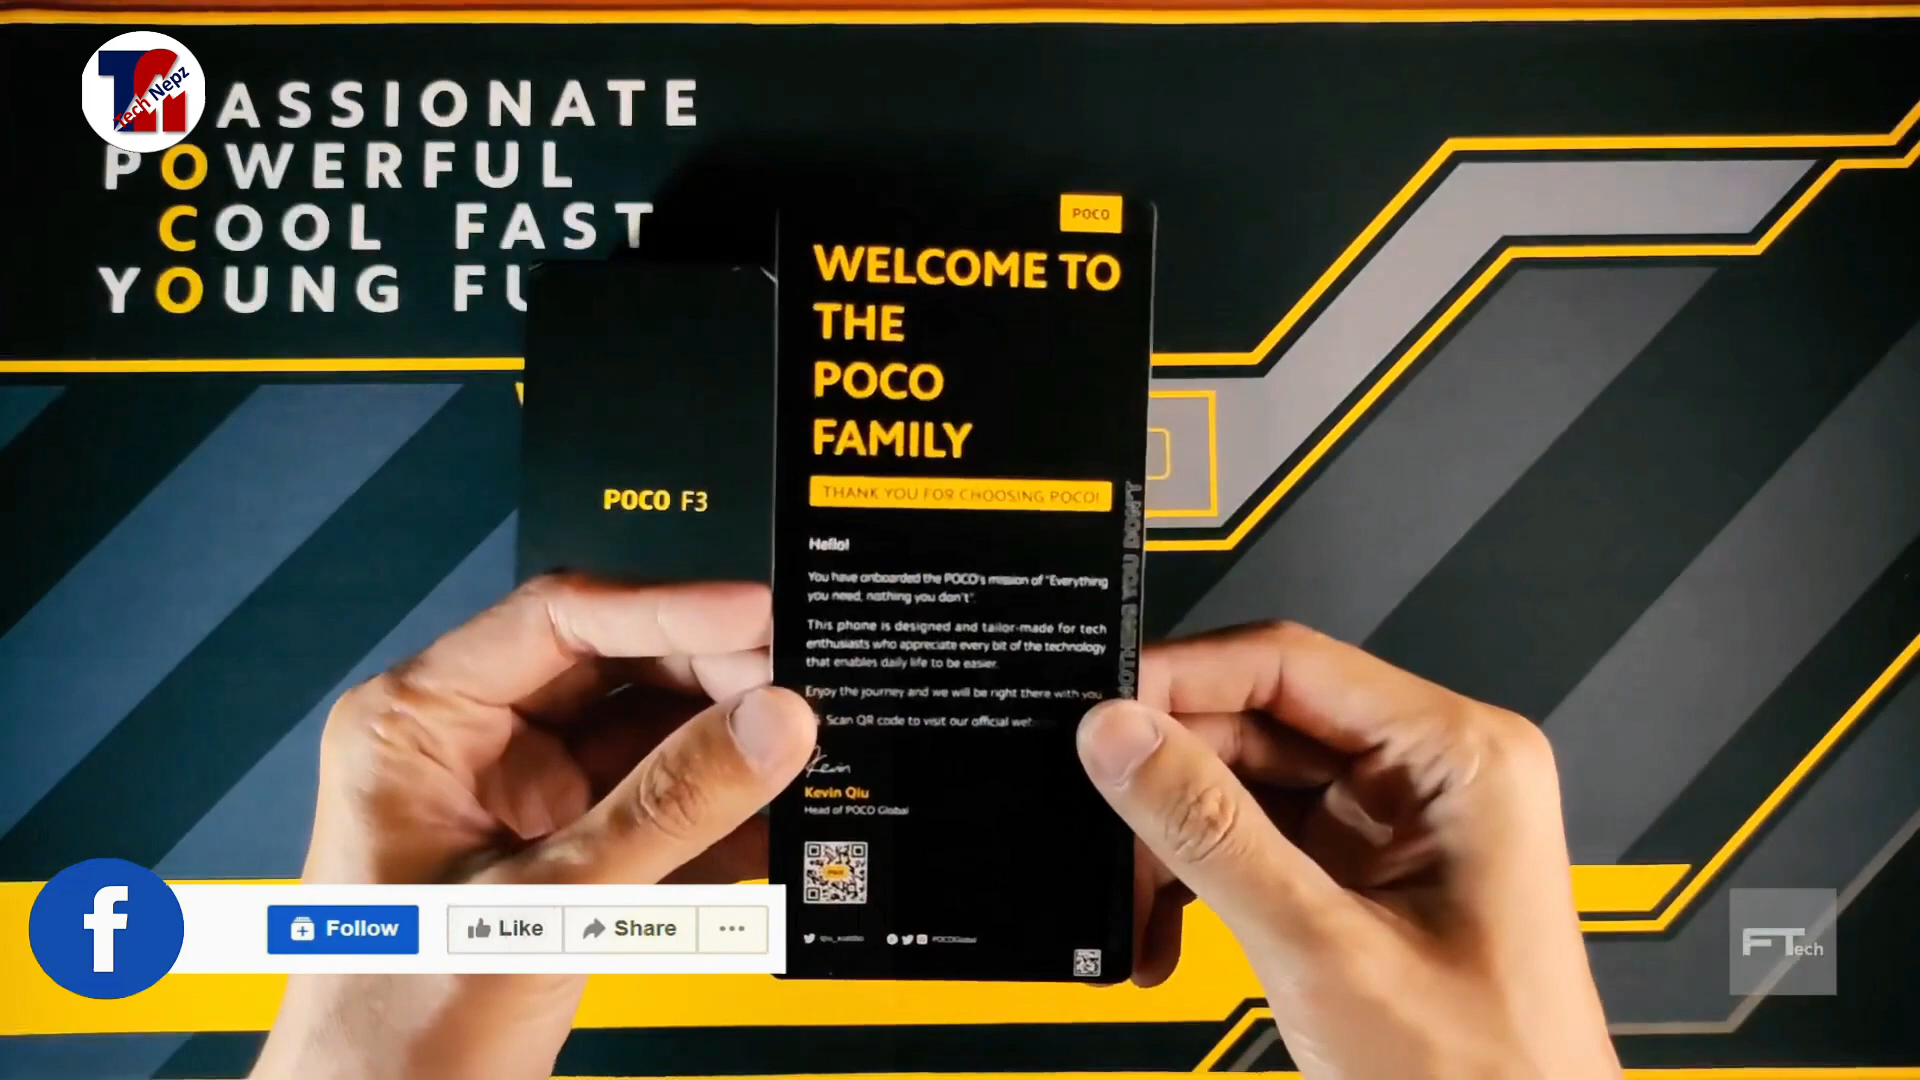 Tech Nepz
ASSIONATE
POWERFUL
COOL FAST
YOUNG FU
POCO F3
POCO
WELCOME TO
THE
POCO
FAMILY
THANK YOU FOR CHOOSING POCO!
Hello!
You have onboarded the POCO's mission of "Everything
you need, nothing you don't".
This phone is designed and tailor-made for tech
enthusiasts who appreciate every bit of the technology
that enables daily life to be easier.
Enjoy the journey and we will be right there with you
Scan QR code to visit our official
Kevin
Kevin Qiu
Head of POCO Global
POCOGlobal
NOTHING YOU DON'T
Follow
Like
Share
FTech